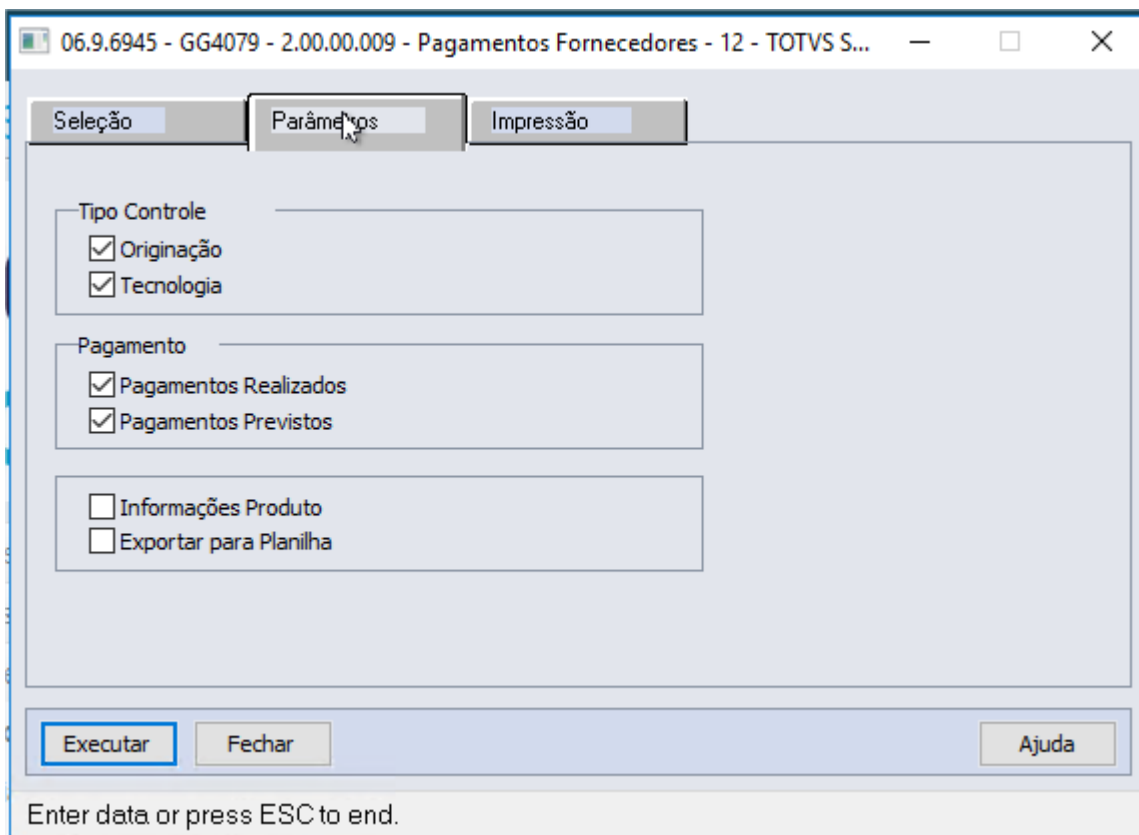 06.9.6945 - GG4079 - 2.00.00.009 - Pagamentos Fornecedores - 12 - TOTVS S...
Seleção Parâmetros Impressão
Tipo Controle
Originação
Tecnologia
Pagamento
Pagamentos Realizados
Pagamentos Previstos
Informações Produto
Exportar para Planilha
Executar Fechar Ajuda
Enter data or press ESC to end.